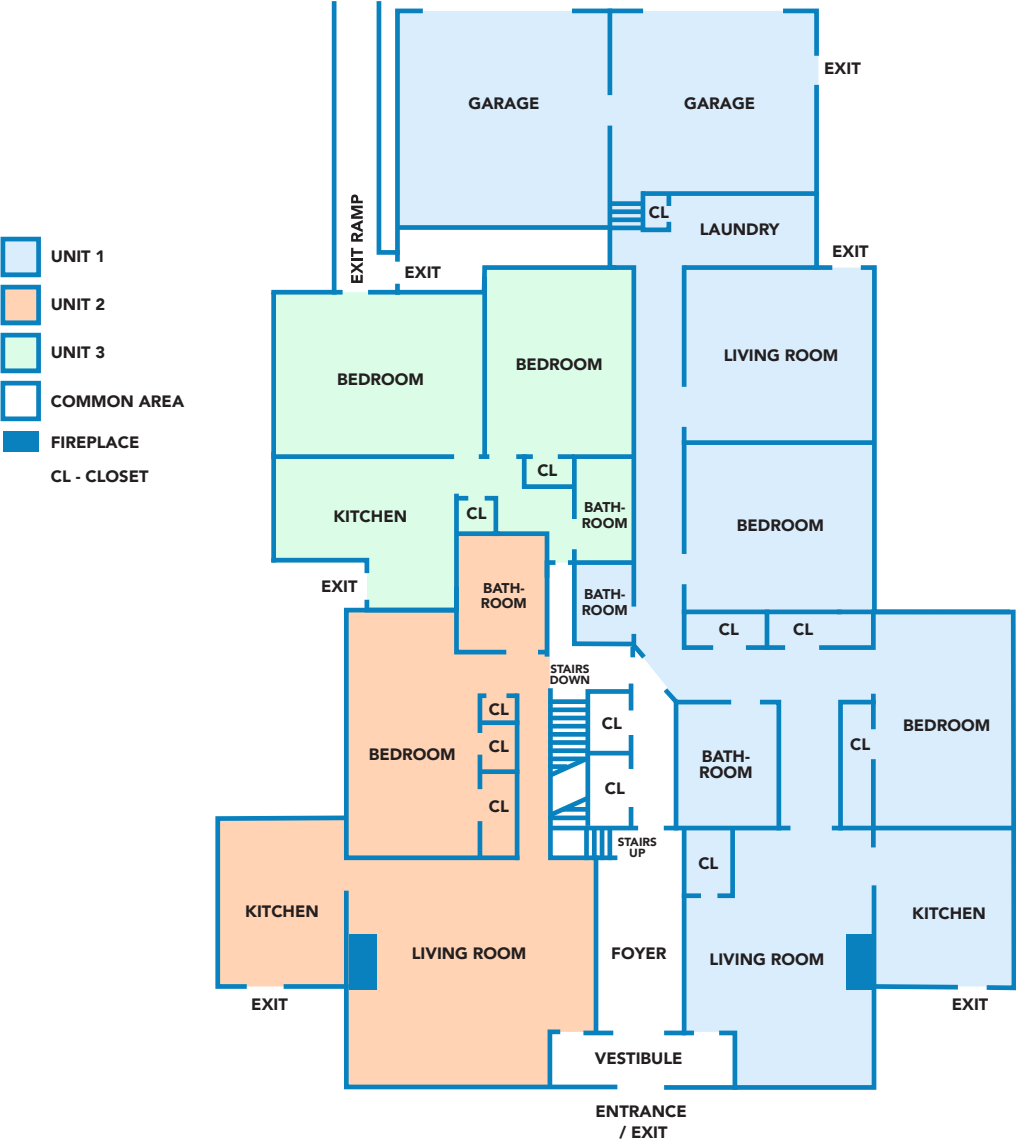 GARAGE
GARAGE
EXIT
EXIT RAMP
CL
LAUNDRY
UNIT 1
EXIT
EXIT
UNIT 2
UNIT 3
COMMON AREA
FIREPLACE
CL - CLOSET
BEDROOM
BEDROOM
LIVING ROOM
CL
KITCHEN
CL
BATH-
ROOM
BEDROOM
EXIT
BATH-
ROOM
BATH-
ROOM
CL
CL
STAIRS
DOWN
CL
CL
BEDROOM
CL
CL
BATH-
ROOM
CL
BEDROOM
CL
CL
STAIRS
UP
CL
KITCHEN
LIVING ROOM
FOYER
LIVING ROOM
KITCHEN
EXIT
EXIT
VESTIBULE
ENTRANCE
/ EXIT